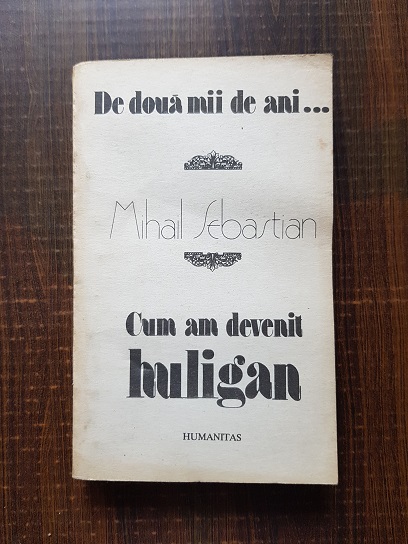 De două mii de ani...
Mihail Sebastian
Cum am devenit
huligan
HUMANITAS